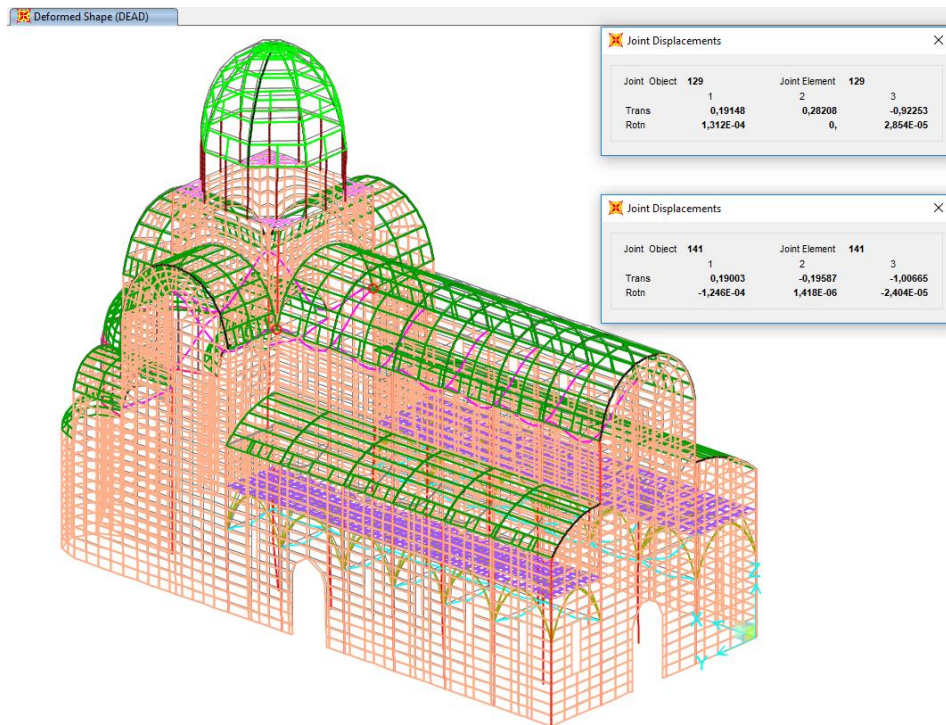 Deformed Shape (DEAD)
Joint Displacements
Joint Object 129 Joint Element 129
1 2 3
Trans 0,19148 0,28208 -0,92253
Rotn 1,312E-04 0, 2,854E-05
Joint Displacements
Joint Object 141 Joint Element 141
1 2 3
Trans 0,19003 -0,19587 -1,00665
Rotn -1,246E-04 1,418E-06 -2,404E-05
Z
X
Y